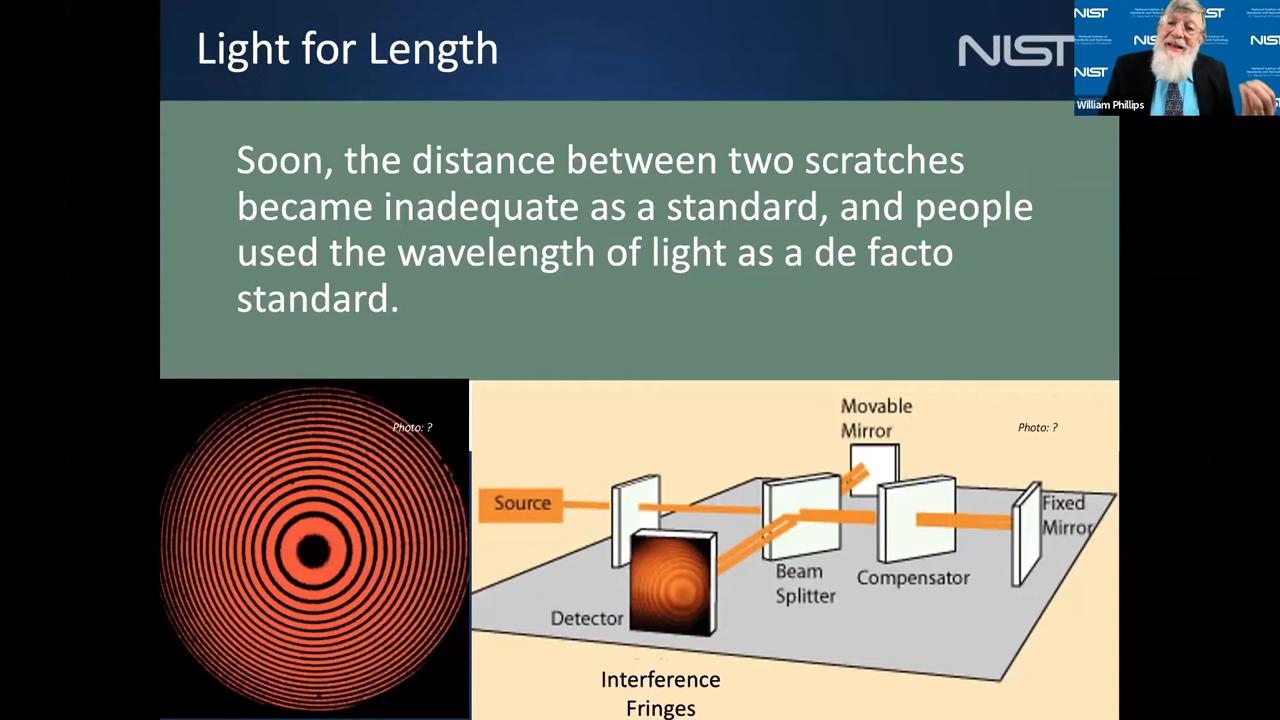 Light for Length
NIST
NIST
NIST
NIST
NIST
NIST
William Phillips
Soon, the distance between two scratches
became inadequate as a standard, and people
used the wavelength of light as a de facto
standard.
Photo: ?
Movable
Mirror
Photo: ?
Source
Fixed
Mirror
Beam
Splitter
Compensator
Detector
Interference
Fringes